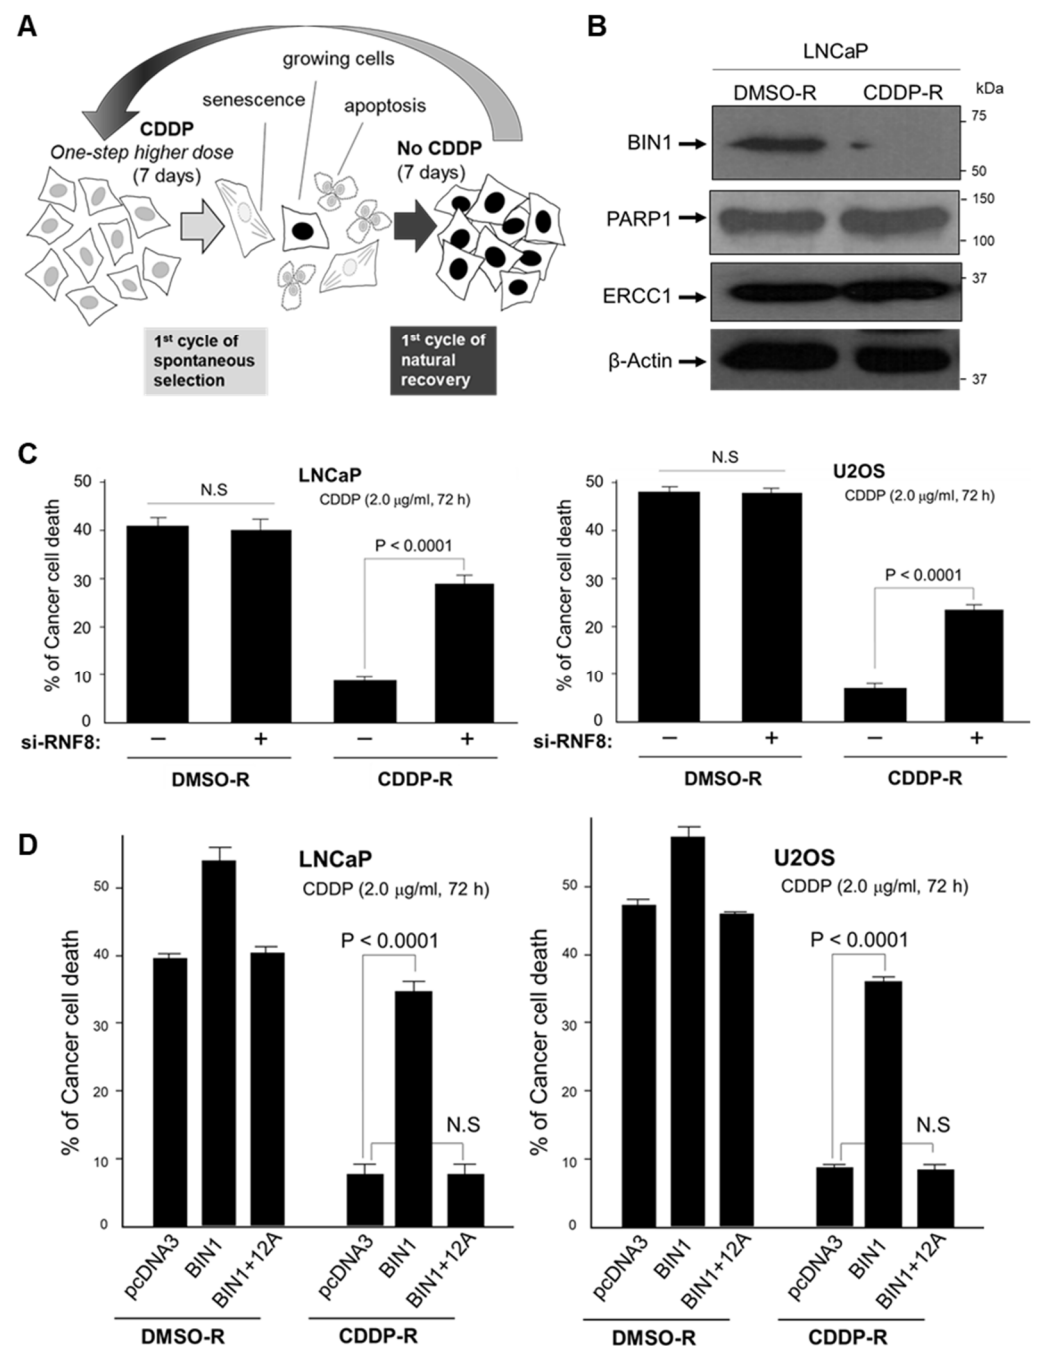 A
growing cells
senescence
apoptosis
CDDP
One-step higher dose
(7 days)
No CDDP
(7 days)
1st cycle of
spontaneous
selection
1st cycle of
natural
recovery
B
LNCaP
DMSO-R CDDP-R kDa
BIN1
75
50
PARP1
150
100
ERCC1
37
β-Actin
37
C
LNCaP
CDDP (2.0 μg/ml, 72 h)
N.S
P < 0.0001
% of Cancer cell death
50
40
30
20
10
0
si-RNF8: – + – +
DMSO-R CDDP-R
U2OS
CDDP (2.0 μg/ml, 72 h)
N.S
P < 0.0001
% of Cancer cell death
50
40
30
20
10
0
si-RNF8: – + – +
DMSO-R CDDP-R
D
LNCaP
CDDP (2.0 μg/ml, 72 h)
P < 0.0001
N.S
% of Cancer cell death
50
40
30
20
10
0
pcDNA3 BIN1 BIN1+12A pcDNA3 BIN1 BIN1+12A
DMSO-R CDDP-R
U2OS
CDDP (2.0 μg/ml, 72 h)
P < 0.0001
N.S
% of Cancer cell death
50
40
30
20
10
0
pcDNA3 BIN1 BIN1+12A pcDNA3 BIN1 BIN1+12A
DMSO-R CDDP-R